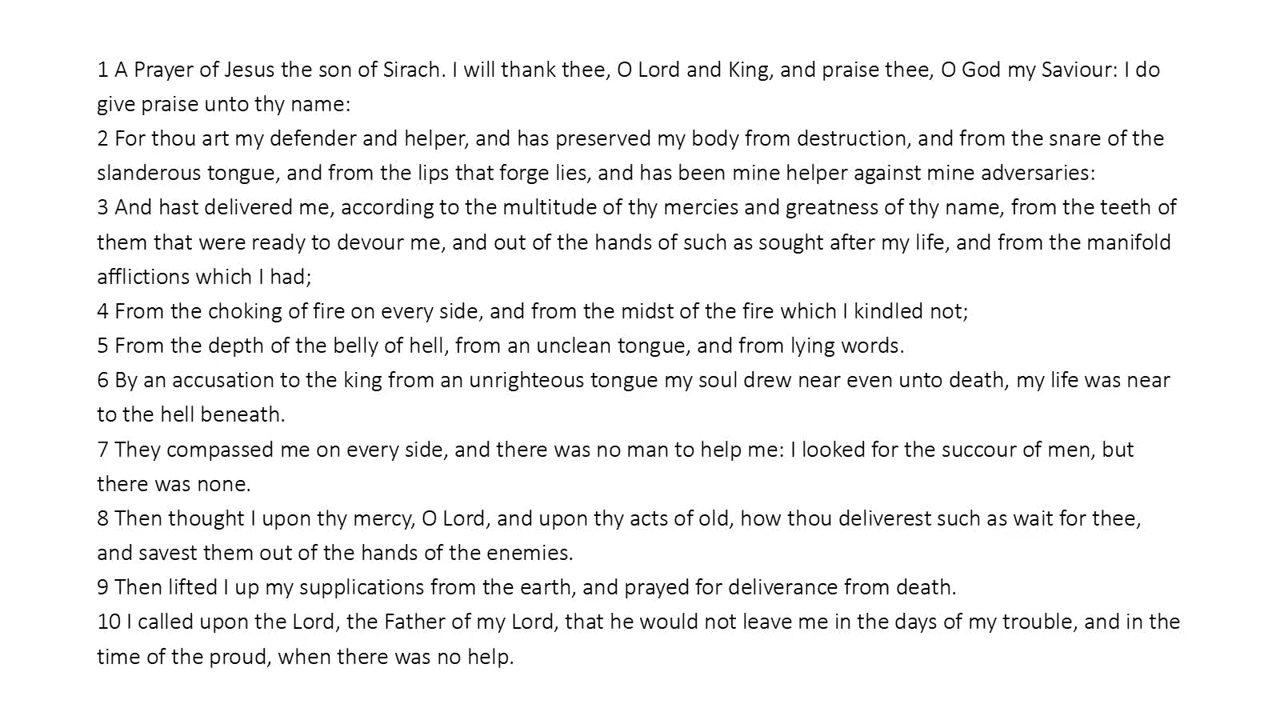 1 A Prayer of Jesus the son of Sirach. I will thank thee, O Lord and King, and praise thee, O God my Saviour: I do
give praise unto thy name:
2 For thou art my defender and helper, and has preserved my body from destruction, and from the snare of the
slanderous tongue, and from the lips that forge lies, and has been mine helper against mine adversaries:
3 And hast delivered me, according to the multitude of thy mercies and greatness of thy name, from the teeth of
them that were ready to devour me, and out of the hands of such as sought after my life, and from the manifold
afflictions which I had;
4 From the choking of fire on every side, and from the midst of the fire which I kindled not;
5 From the depth of the belly of hell, from an unclean tongue, and from lying words.
6 By an accusation to the king from an unrighteous tongue my soul drew near even unto death, my life was near
to the hell beneath.
7 They compassed me on every side, and there was no man to help me: I looked for the succour of men, but
there was none.
8 Then thought I upon thy mercy, O Lord, and upon thy acts of old, how thou deliverest such as wait for thee,
and savest them out of the hands of the enemies.
9 Then lifted I up my supplications from the earth, and prayed for deliverance from death.
10 I called upon the Lord, the Father of my Lord, that he would not leave me in the days of my trouble, and in the
time of the proud, when there was no help.